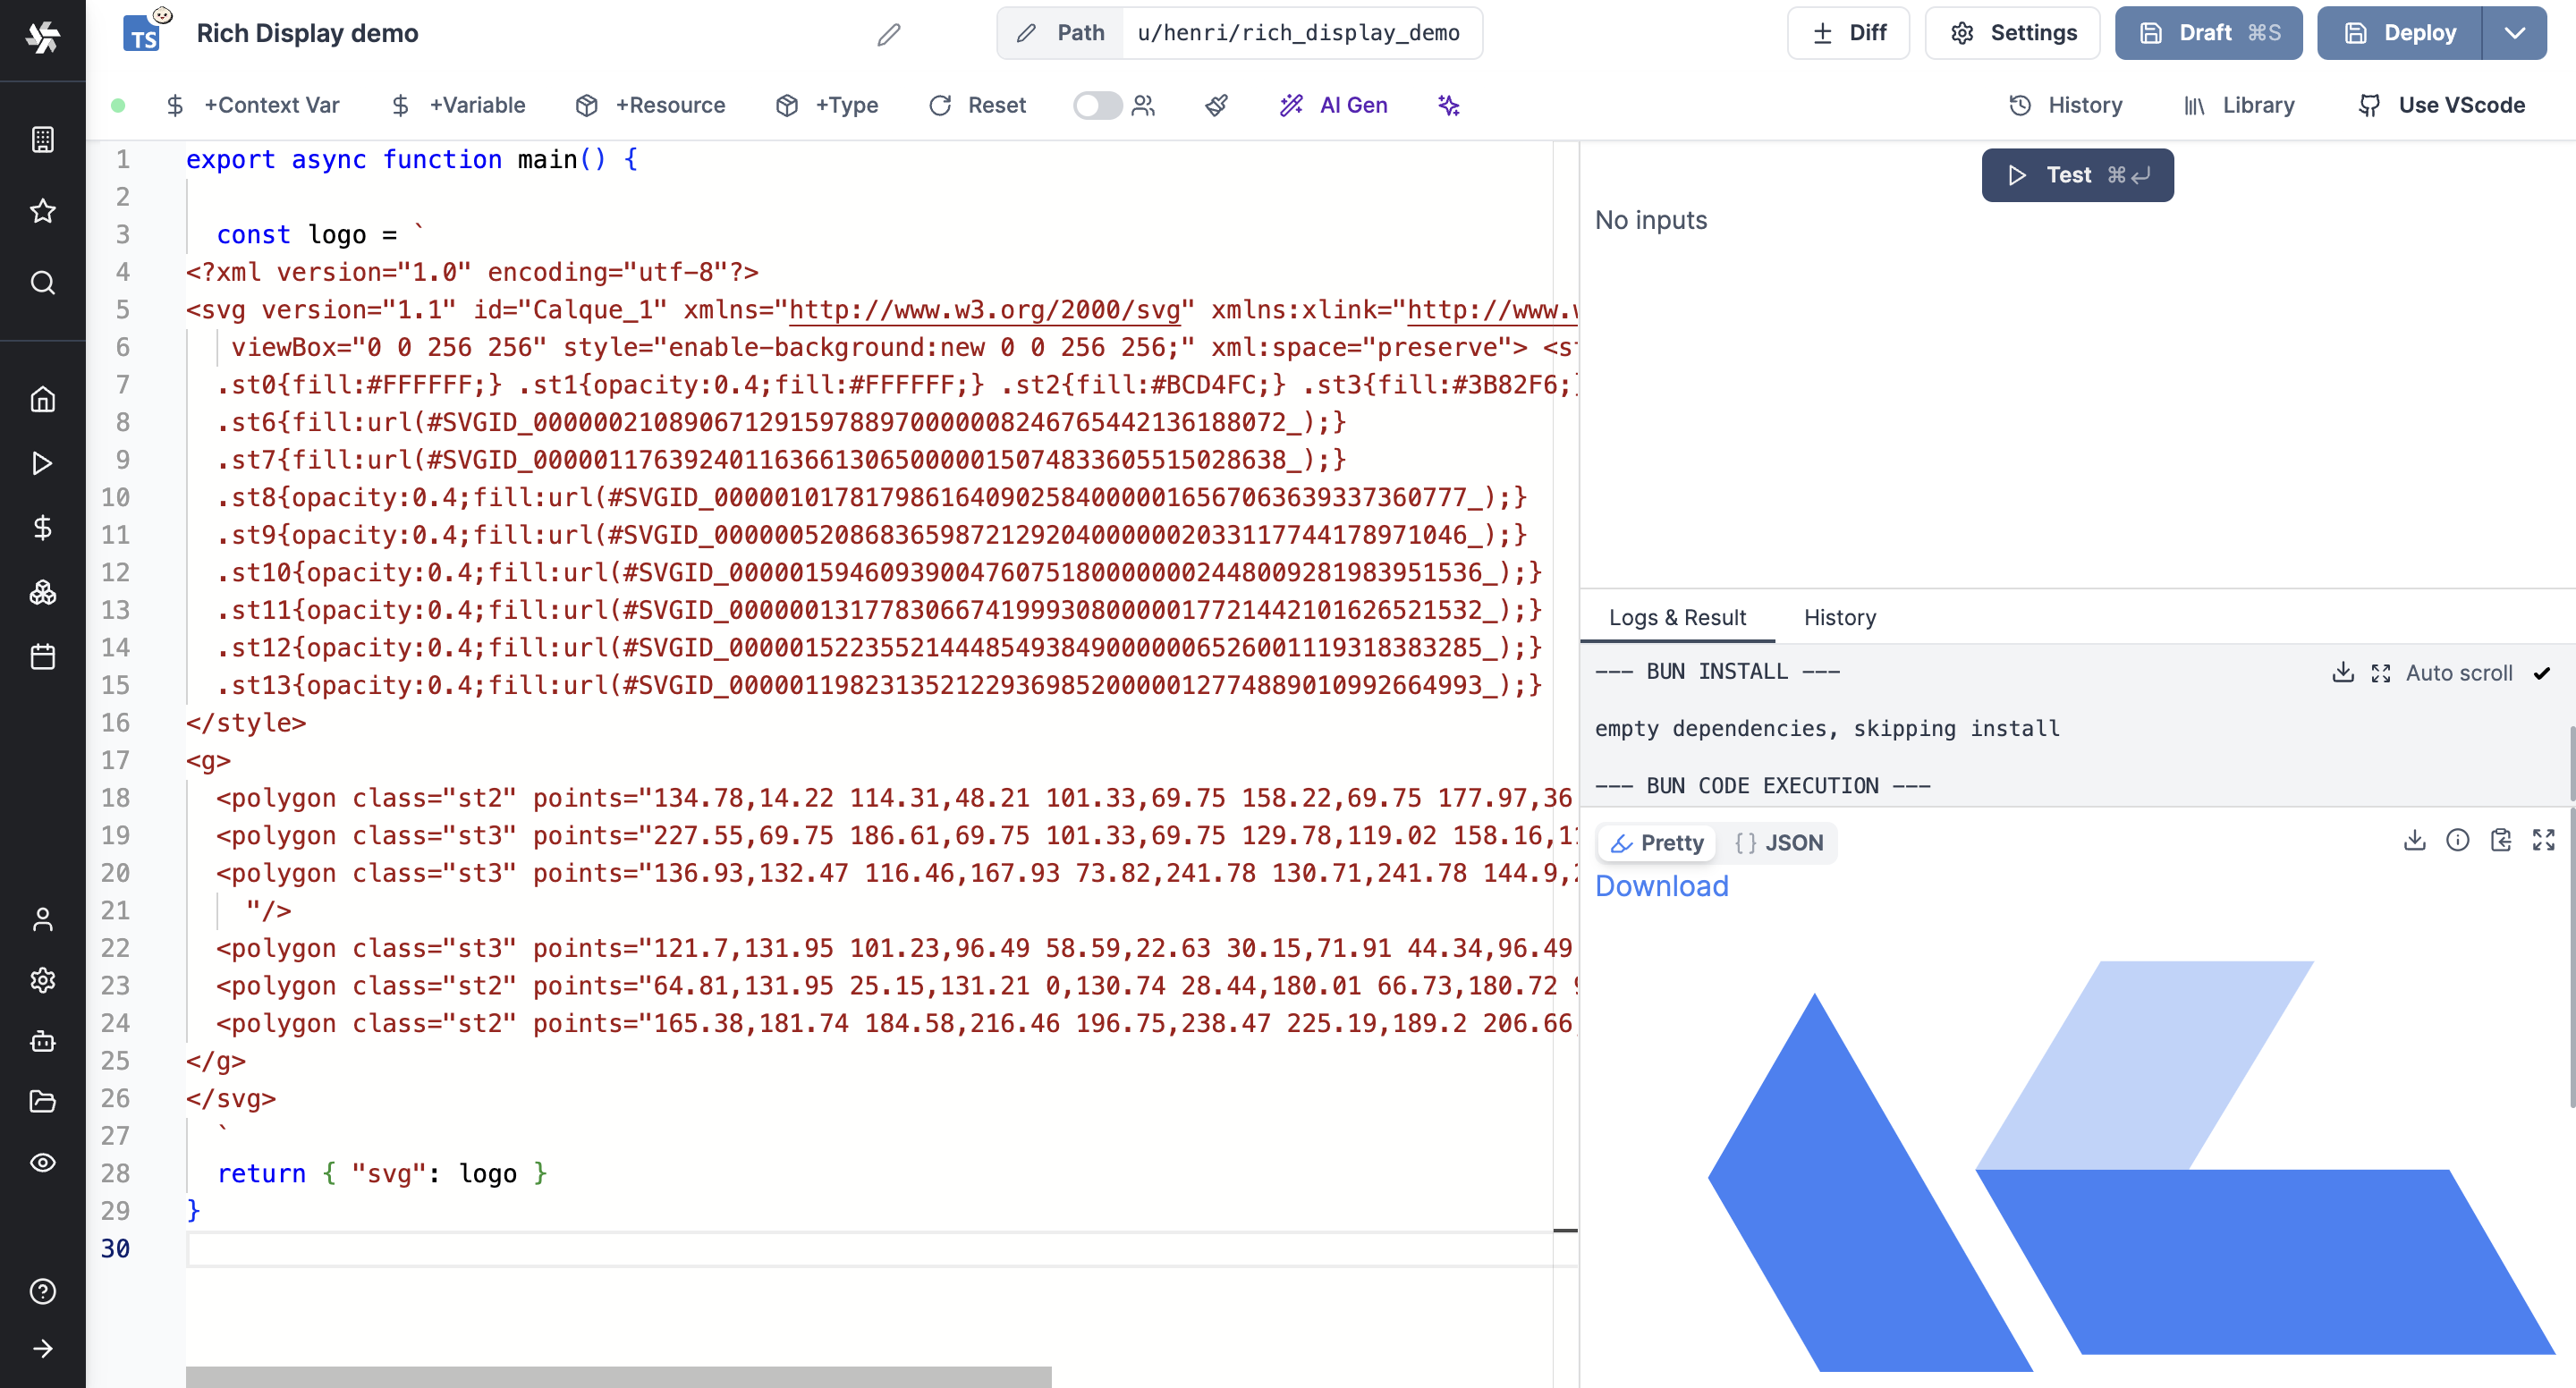 TS Rich Display demo
Path u/henri/rich_display_demo
Diff
Settings
Draft ⌘S
Deploy
+Context Var
+Variable
+Resource
+Type
Reset
AI Gen
History
Library
Use VScode
1 export async function main() {
2
3 const logo = `
4 <?xml version="1.0" encoding="utf-8"?>
5 <svg version="1.1" id="Calque_1" xmlns="http://www.w3.org/2000/svg" xmlns:xlink="http://www.w
6 viewBox="0 0 256 256" style="enable-background:new 0 0 256 256;" xml:space="preserve"> <s
7 .st0{fill:#FFFFFF;} .st1{opacity:0.4;fill:#FFFFFF;} .st2{fill:#BCD4FC;} .st3{fill:#3B82F6;}
8 .st6{fill:url(#SVGID_00000021089067129159788970000008246765442136188072_);}
9 .st7{fill:url(#SVGID_00000117639240116366130650000015074833605515028638_);}
10 .st8{opacity:0.4;fill:url(#SVGID_00000101781798616409025840000016567063639337360777_);}
11 .st9{opacity:0.4;fill:url(#SVGID_00000052086836598721292040000002033117744178971046_);}
12 .st10{opacity:0.4;fill:url(#SVGID_00000159460939004760751800000002448009281983951536_);}
13 .st11{opacity:0.4;fill:url(#SVGID_00000013177830667419993080000017721442101626521532_);}
14 .st12{opacity:0.4;fill:url(#SVGID_00000152235521444854938490000006526001119318383285_);}
15 .st13{opacity:0.4;fill:url(#SVGID_00000119823135212293698520000012774889010992664993_);}
16 </style>
17 <g>
18 <polygon class="st2" points="134.78,14.22 114.31,48.21 101.33,69.75 158.22,69.75 177.97,36
19 <polygon class="st3" points="227.55,69.75 186.61,69.75 101.33,69.75 129.78,119.02 158.16,11
20 <polygon class="st3" points="136.93,132.47 116.46,167.93 73.82,241.78 130.71,241.78 144.9,2
21 "/>
22 <polygon class="st3" points="121.7,131.95 101.23,96.49 58.59,22.63 30.15,71.91 44.34,96.49
23 <polygon class="st2" points="64.81,131.95 25.15,131.21 0,130.74 28.44,180.01 66.73,180.72 9
24 <polygon class="st2" points="165.38,181.74 184.58,216.46 196.75,238.47 225.19,189.2 206.66,
25 </g>
26 </svg>
27 `
28 return { "svg": logo }
29 }
30
Test ⌘
No inputs
Logs & Result
History
--- BUN INSTALL ---
Auto scroll
empty dependencies, skipping install
--- BUN CODE EXECUTION ---
Pretty
{} JSON
Download